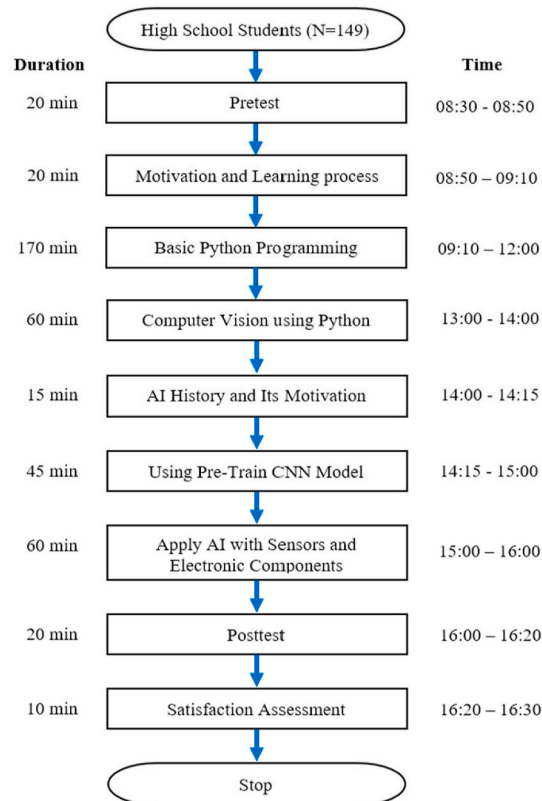 High School Students (N=149)
Duration Time
20 min Pretest 08:30 - 08:50
20 min Motivation and Learning process 08:50 – 09:10
170 min Basic Python Programming 09:10 – 12:00
60 min Computer Vision using Python 13:00 - 14:00
15 min AI History and Its Motivation 14:00 - 14:15
45 min Using Pre-Train CNN Model 14:15 - 15:00
60 min Apply AI with Sensors and 15:00 – 16:00
Electronic Components
20 min Posttest 16:00 – 16:20
10 min Satisfaction Assessment 16:20 – 16:30
Stop